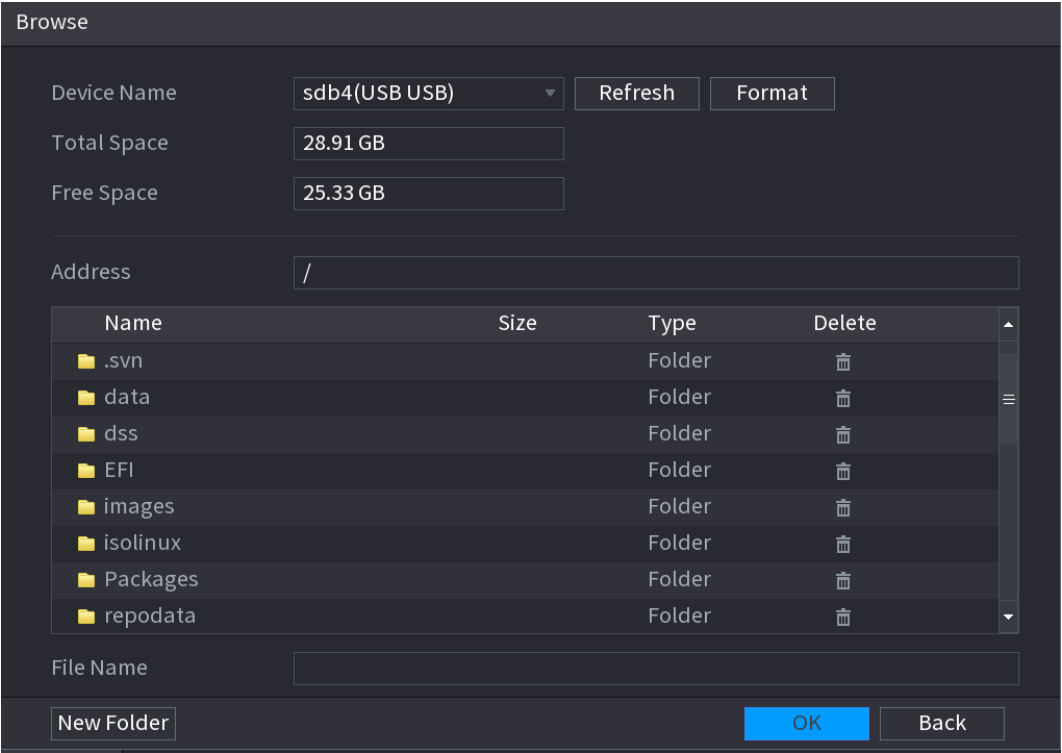 Browse
Device Name sdb4(USB USB) Refresh Format
Total Space 28.91 GB
Free Space 25.33 GB
Address /
Name Size Type Delete
.svn Folder
data Folder
dss Folder
EFI Folder
images Folder
isolinux Folder
Packages Folder
repodata Folder
File Name
New Folder OK Back